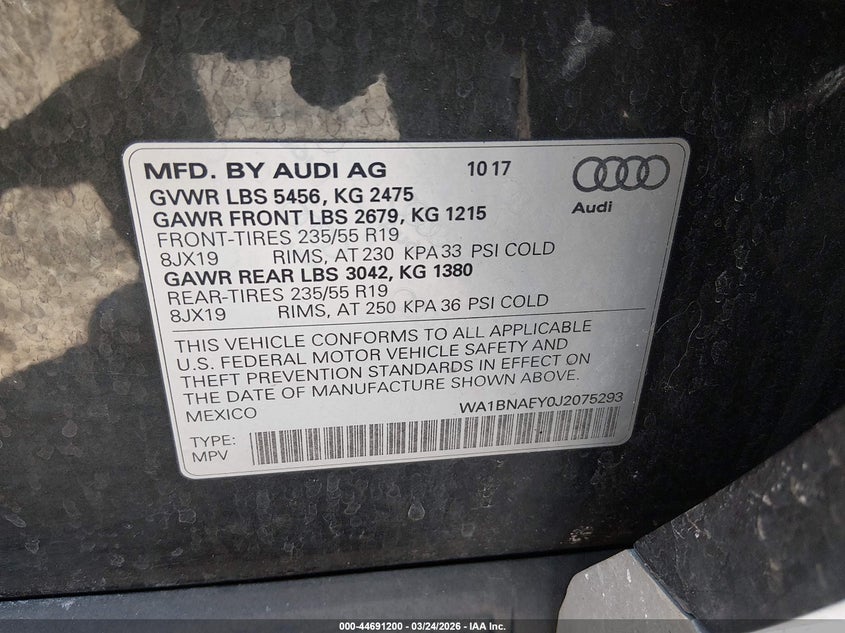 MFD. BY AUDI AG 10 17
GVWR LBS 5456, KG 2475
GAWR FRONT LBS 2679, KG 1215
FRONT-TIRES 235/55 R19
8JX19 RIMS, AT 230 KPA 33 PSI COLD
GAWR REAR LBS 3042, KG 1380
REAR-TIRES 235/55 R19
8JX19 RIMS, AT 250 KPA 36 PSI COLD
Audi
THIS VEHICLE CONFORMS TO ALL APPLICABLE
U.S. FEDERAL MOTOR VEHICLE SAFETY AND
THEFT PREVENTION STANDARDS IN EFFECT ON
THE DATE OF MANUFACTURE SHOWN ABOVE.
MEXICO WA1BNAFY0J2075293
TYPE:
MPV
000-44691200 - 03/24/2026 - IAA Inc.